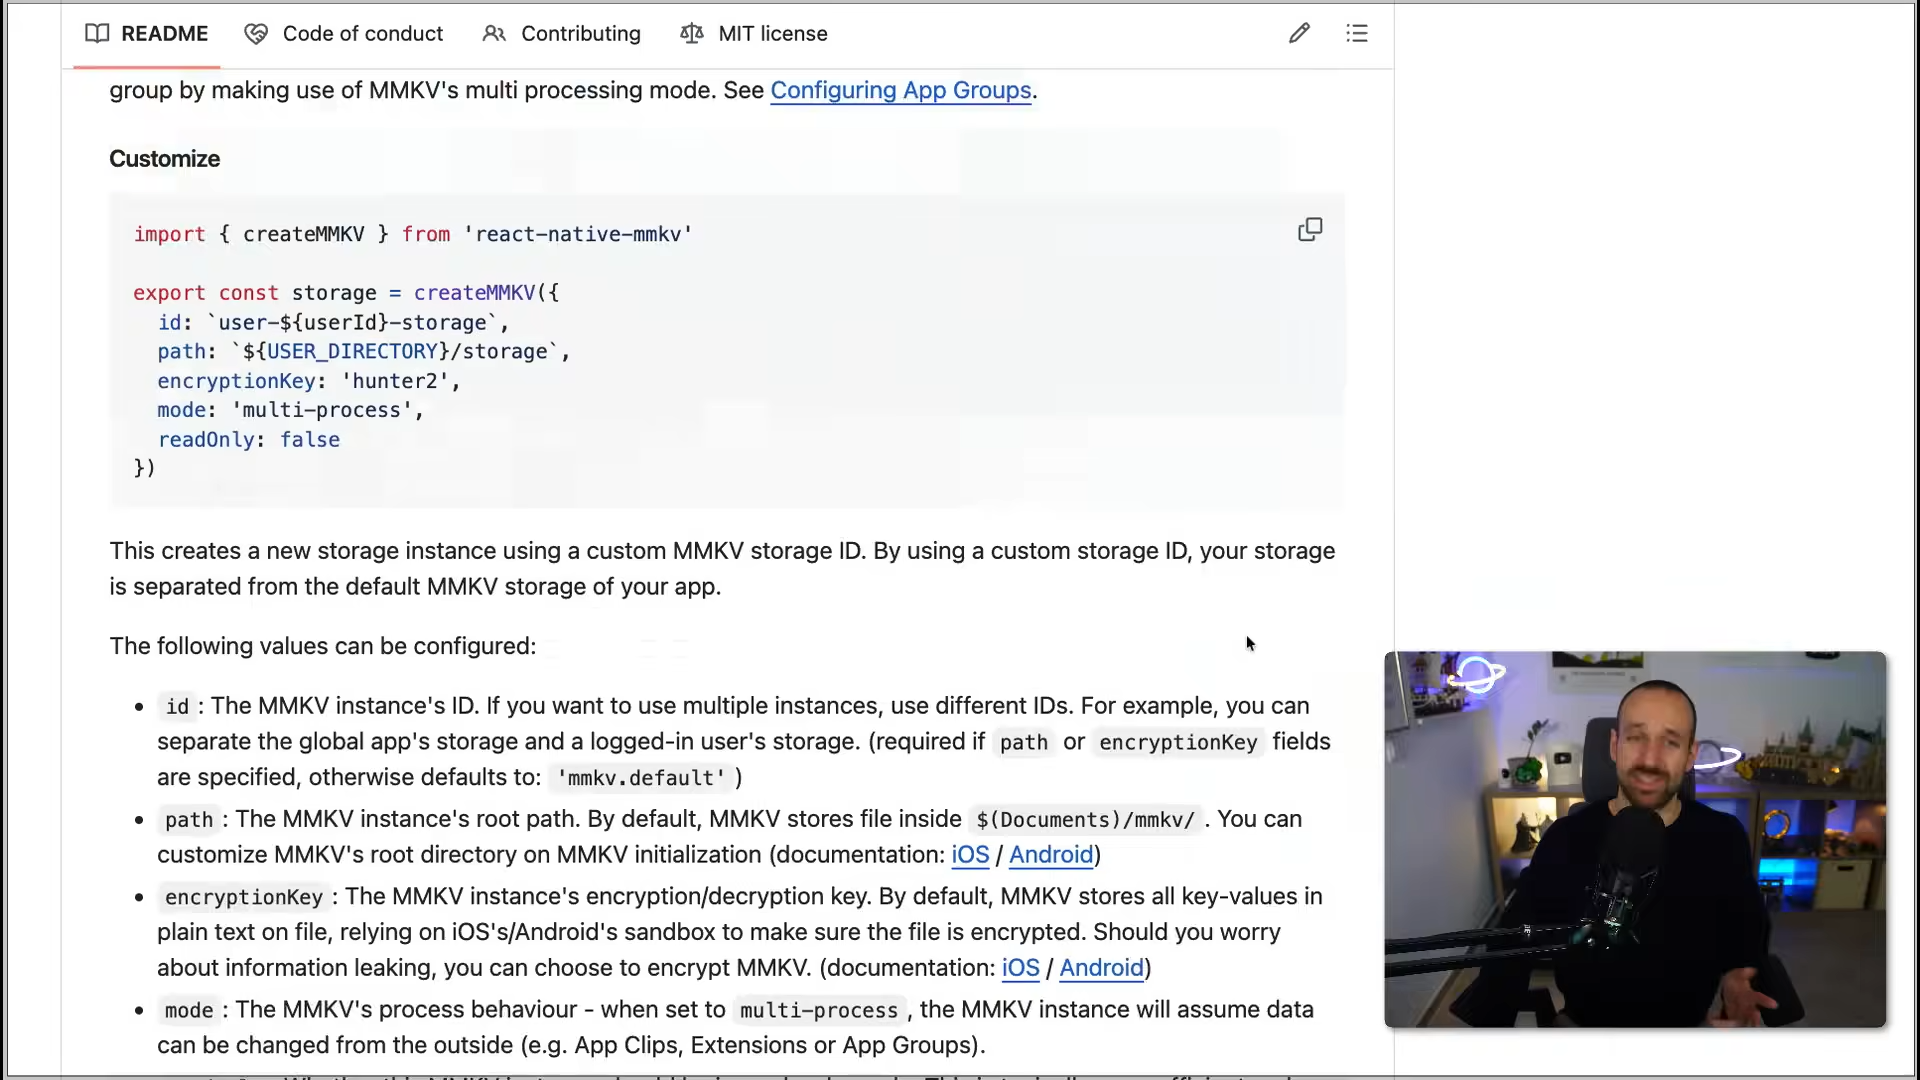 README Code of conduct Contributing MIT license
group by making use of MMKV's multi processing mode. See Configuring App Groups.
Customize
import { createMMKV } from 'react-native-mmkv'
export const storage = createMMKV({
id: `user-${userId}-storage`,
path: `${USER_DIRECTORY}/storage`,
encryptionKey: 'hunter2',
mode: 'multi-process',
readOnly: false
})
This creates a new storage instance using a custom MMKV storage ID. By using a custom storage ID, your storage
is separated from the default MMKV storage of your app.
The following values can be configured:
• id : The MMKV instance's ID. If you want to use multiple instances, use different IDs. For example, you can
separate the global app's storage and a logged-in user's storage. (required if path or encryptionKey fields
are specified, otherwise defaults to: 'mmkv.default' )
• path : The MMKV instance's root path. By default, MMKV stores file inside $(Documents)/mmkv/ . You can
customize MMKV's root directory on MMKV initialization (documentation: iOS / Android)
• encryptionKey : The MMKV instance's encryption/decryption key. By default, MMKV stores all key-values in
plain text on file, relying on iOS's/Android's sandbox to make sure the file is encrypted. Should you worry
about information leaking, you can choose to encrypt MMKV. (documentation: iOS / Android)
• mode : The MMKV's process behaviour - when set to multi-process , the MMKV instance will assume data
can be changed from the outside (e.g. App Clips, Extensions or App Groups).